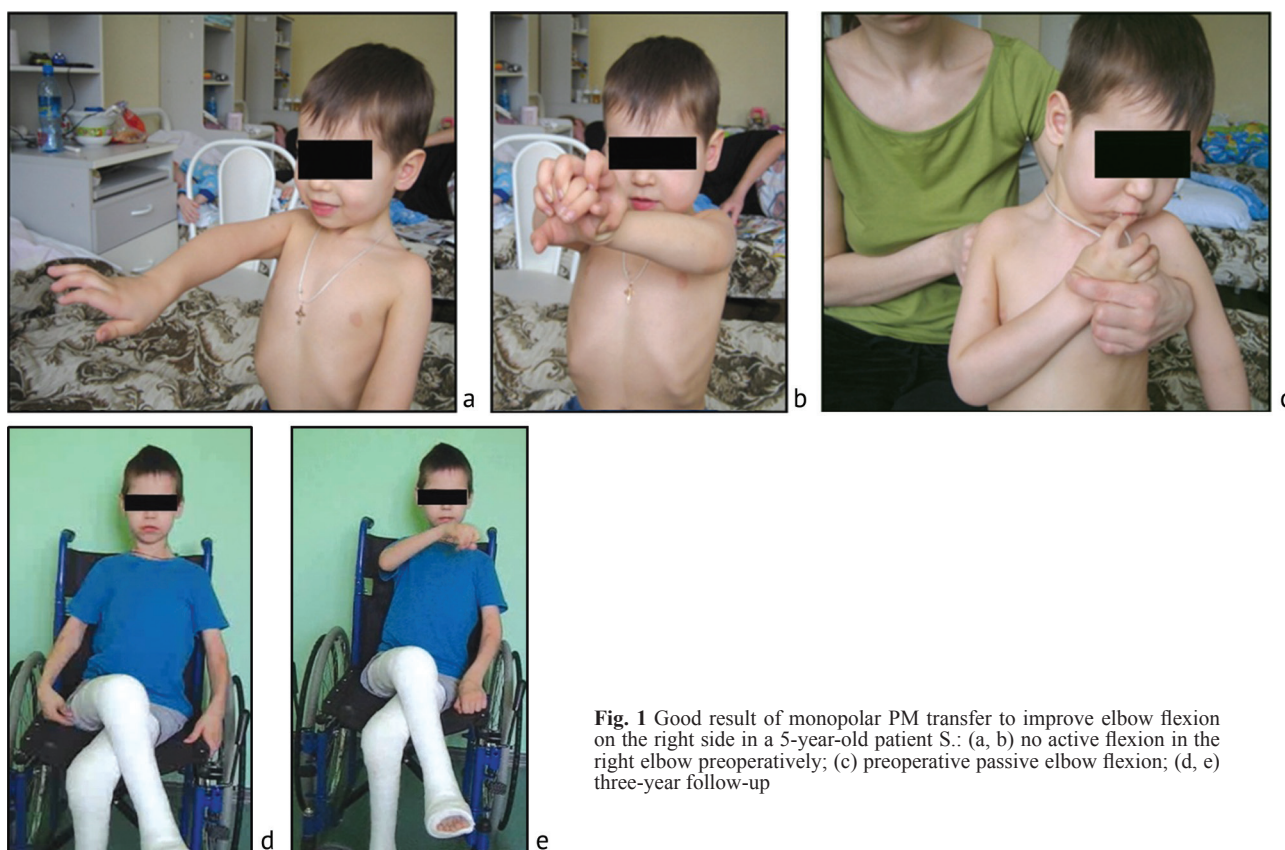 a
b
c
d
e
Fig. 1 Good result of monopolar PM transfer to improve elbow flexion
on the right side in a 5-year-old patient S.: (a, b) no active flexion in the
right elbow preoperatively; (c) preoperative passive elbow flexion; (d, e)
three-year follow-up